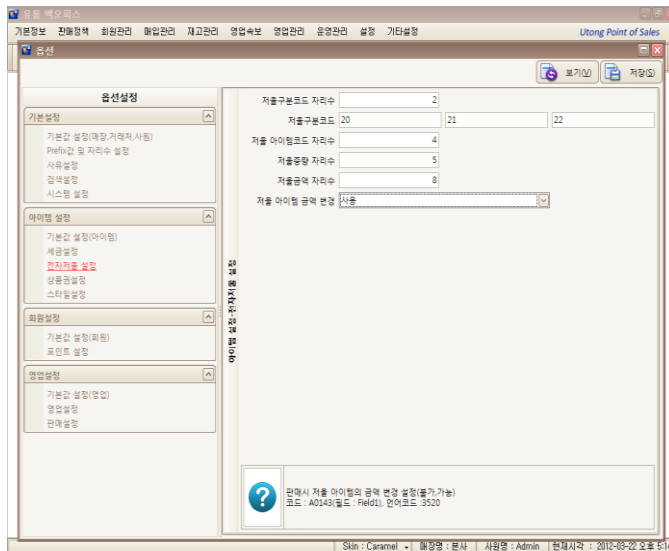 유통 백오피스
기본정보 판매정책 회원관리 매입관리 재고관리 영업속보 영업관리 운영관리 설정 기타설정 Utong Point of Sales
옵션
보기(V) 저장(S)
옵션설정
기본설정
기본값 설정(매장,거래처,사원)
Prefix값 및 자리수 설정
사유설정
검색설정
시스템 설정
아이템 설정
기본값 설정(아이템)
세금설정
전자저울 설정
상품권설정
스타일설정
회원설정
기본값 설정(회원)
포인트 설정
영업설정
기본값 설정(영업)
영업설정
판매설정
아이템 설정-전자저울 설정
저울구분코드 자리수 2
저울구분코드 20 21 22
저울 아이템코드 자리수 4
저울중량 자리수 5
저울금액 자리수 8
저울 아이템 금액 변경 사용
판매시 저울 아이템의 금액 변경 설정(불가,가능)
코드 : A0143(필드 : Field1), 언어코드 :3520
Skin : Caramel 매장명 : 본사 사원명 : Admin 현재시각 : 2012-03-22 오후 5:1